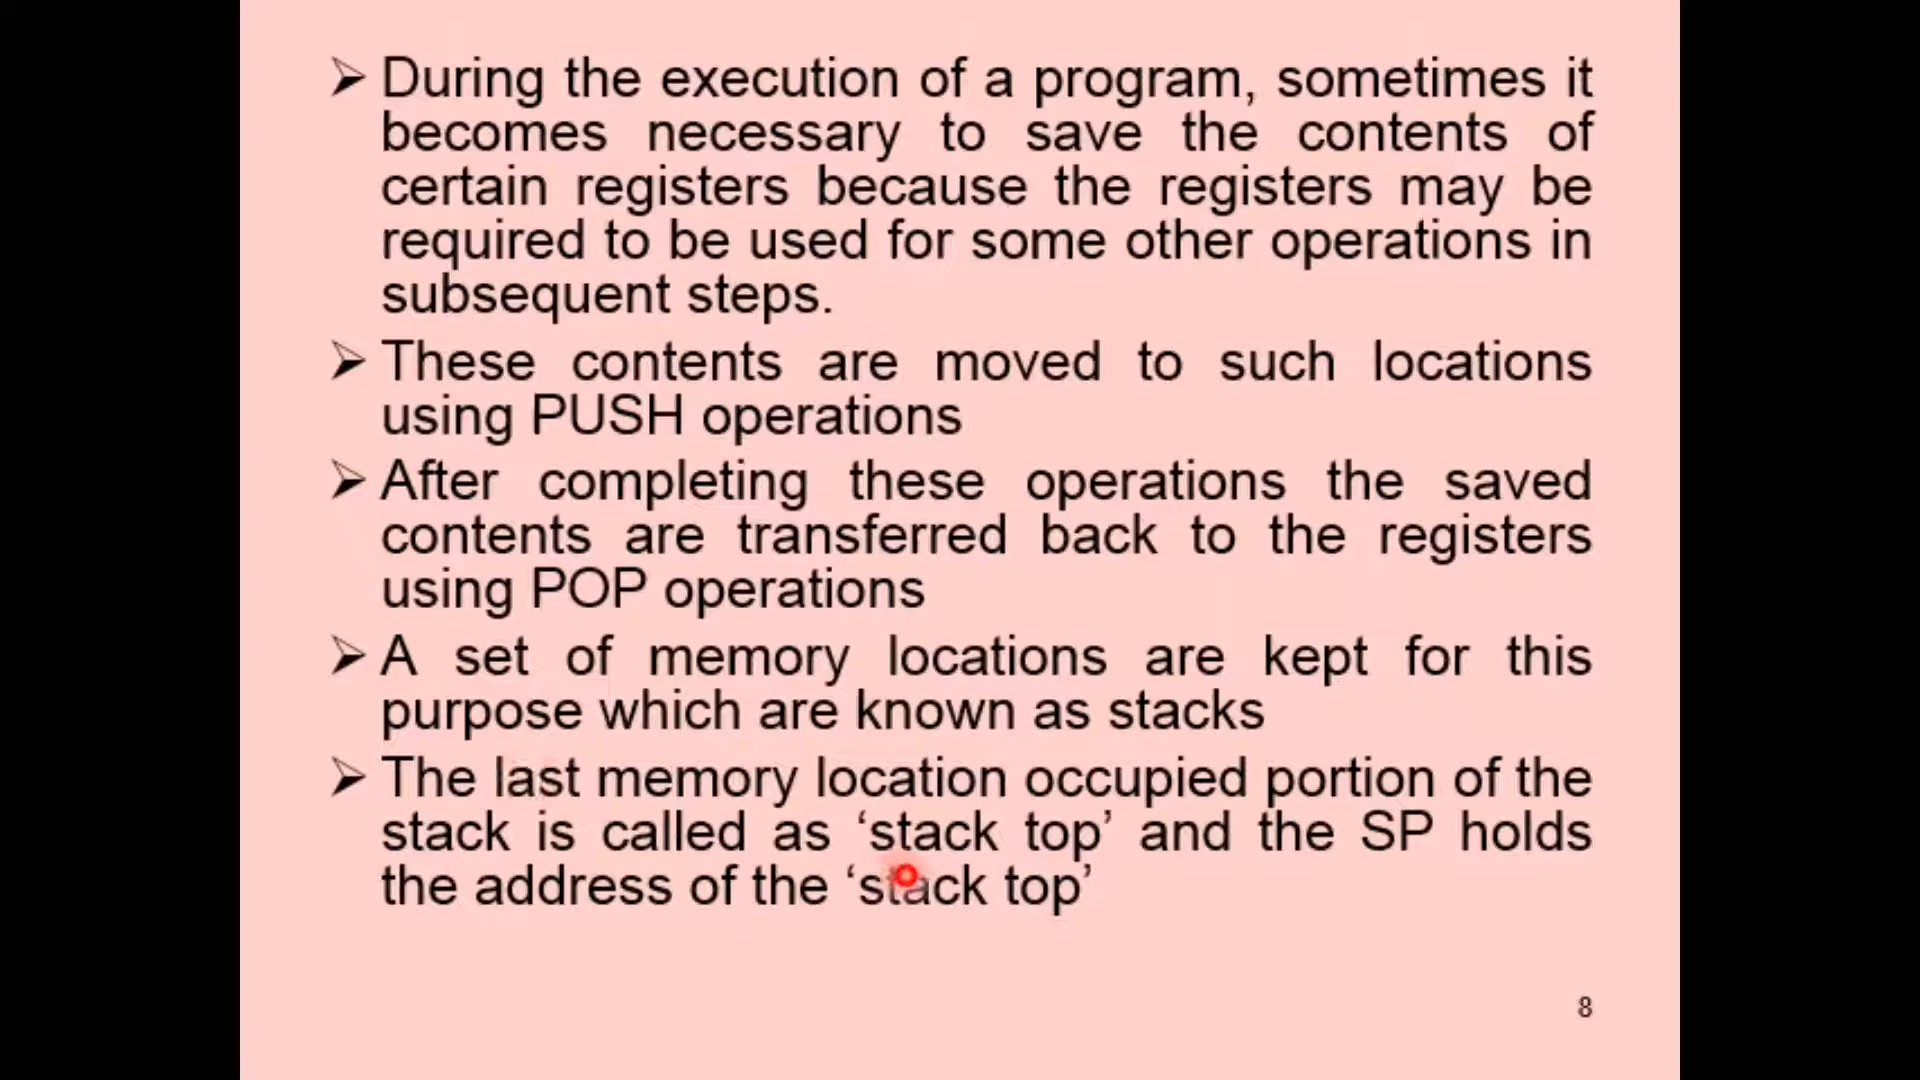 ➢ During the execution of a program, sometimes it
becomes necessary to save the contents of
certain registers because the registers may be
required to be used for some other operations in
subsequent steps.
➢ These contents are moved to such locations
using PUSH operations
➢ After completing these operations the saved
contents are transferred back to the registers
using POP operations
➢ A set of memory locations are kept for this
purpose which are known as stacks
➢ The last memory location occupied portion of the
stack is called as ‘stack top’ and the SP holds
the address of the ‘stack top’
8